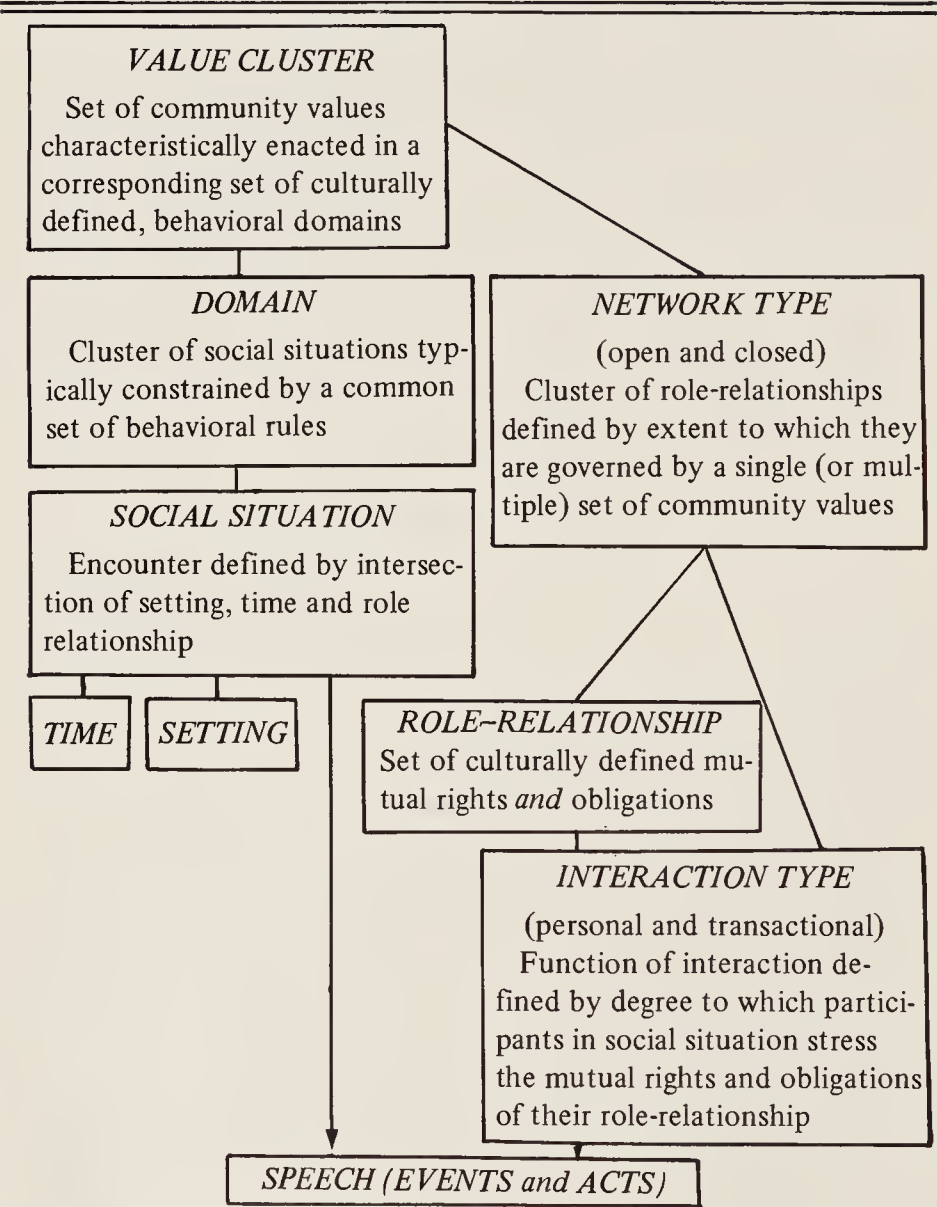 VALUE CLUSTER
Set of community values
characteristically enacted in a
corresponding set of culturally
defined, behavioral domains
DOMAIN
Cluster of social situations typ-
ically constrained by a common
set of behavioral rules
NETWORK TYPE
(open and closed)
Cluster of role-relationships
defined by extent to which they
are governed by a single (or mul-
tiple) set of community values
SOCIAL SITUATION
Encounter defined by intersec-
tion of setting, time and role
relationship
TIME
SETTING
ROLE-RELATIONSHIP
Set of culturally defined mu-
tual rights and obligations
INTERACTION TYPE
(personal and transactional)
Function of interaction de-
fined by degree to which partici-
pants in social situation stress
the mutual rights and obligations
of their role-relationship
SPEECH (EVENTS and ACTS)